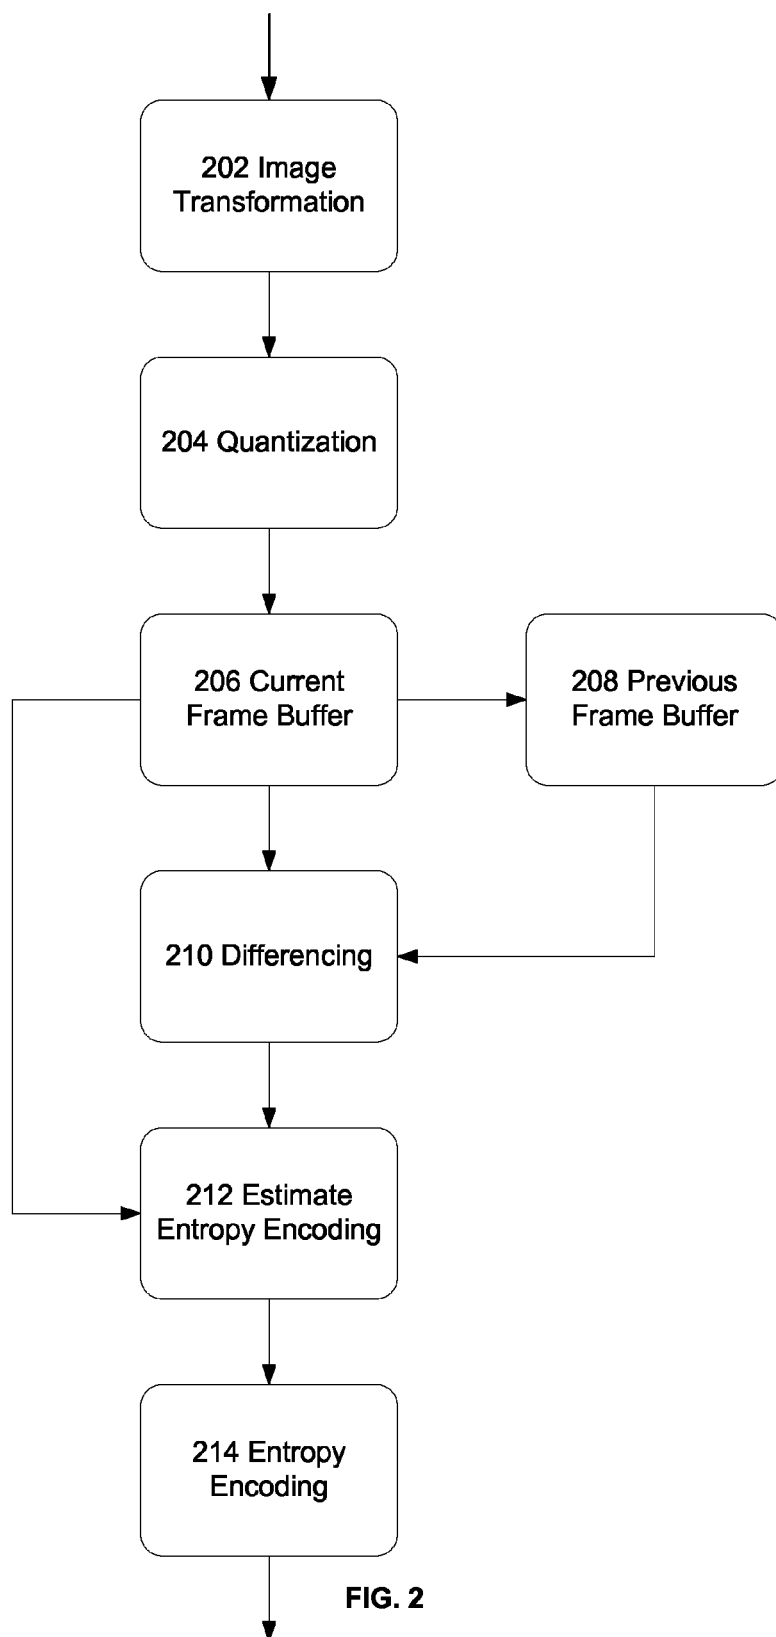 202 Image
Transformation
204 Quantization
206 Current
Frame Buffer
208 Previous
Frame Buffer
210 Differencing
212 Estimate
Entropy Encoding
214 Entropy
Encoding
FIG. 2